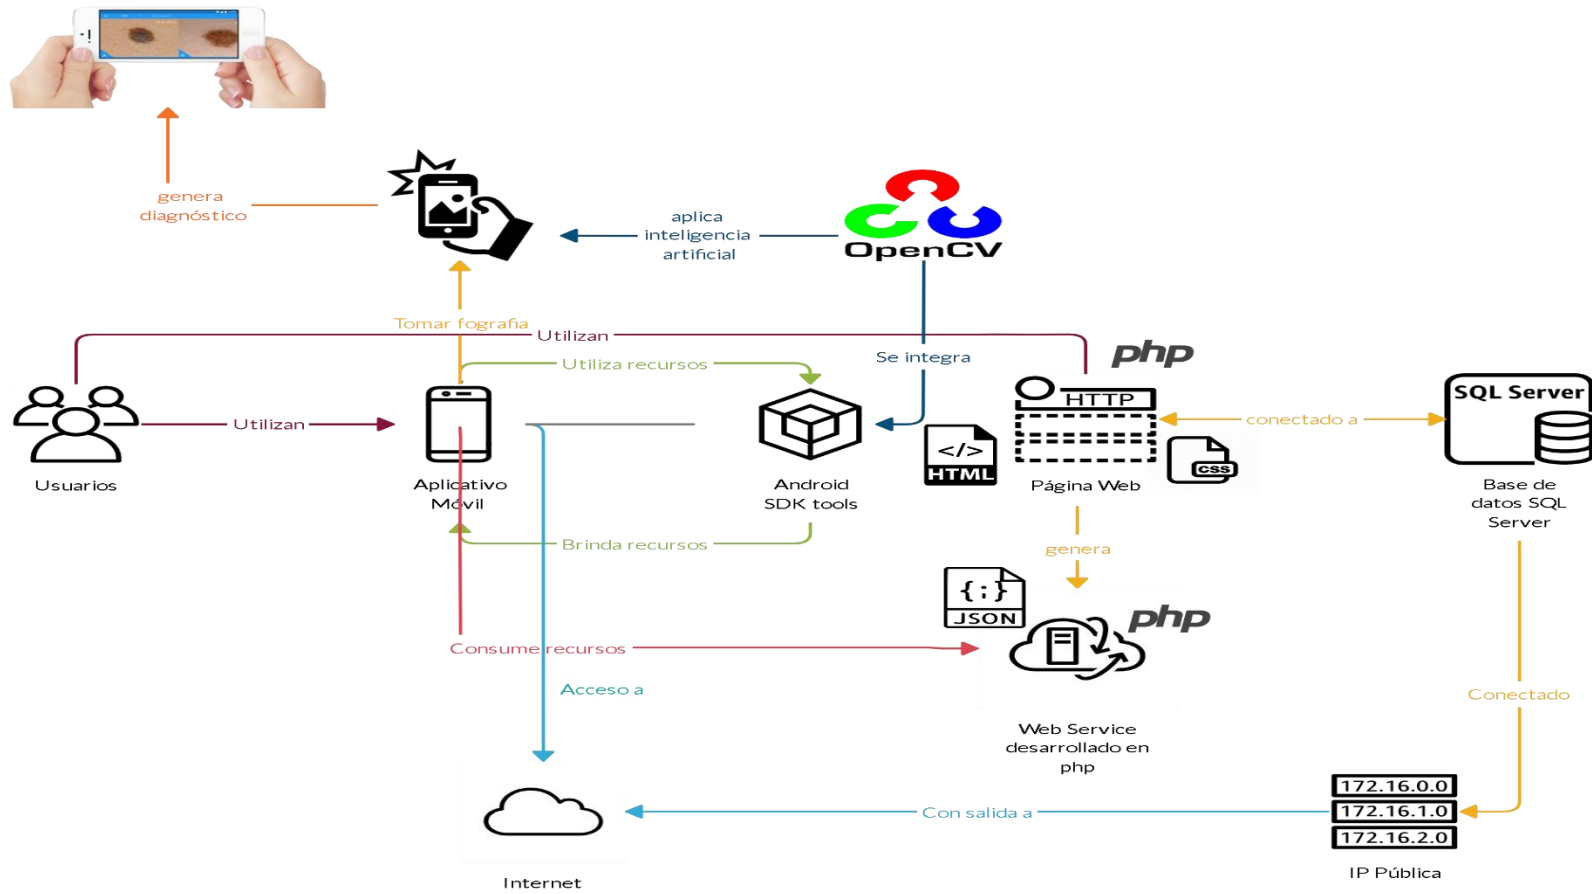 genera
diagnóstico
aplica
inteligencia
artificial
OpenCV
Tomar fografia
Utilizan
Se integra
php
Utiliza recursos
HTTP
SQL Server
Utilizan
conectado a
</>
HTML
CSS
Usuarios
Aplicativo
Móvil
Android
SDK tools
Página Web
Base de
datos SQL
Server
Brinda recursos
genera
{;}
JSON
php
Consume recursos
Acceso a
Conectado
Web Service
desarrollado en
php
172.16.0.0
172.16.1.0
172.16.2.0
Con salida a
IP Pública
Internet